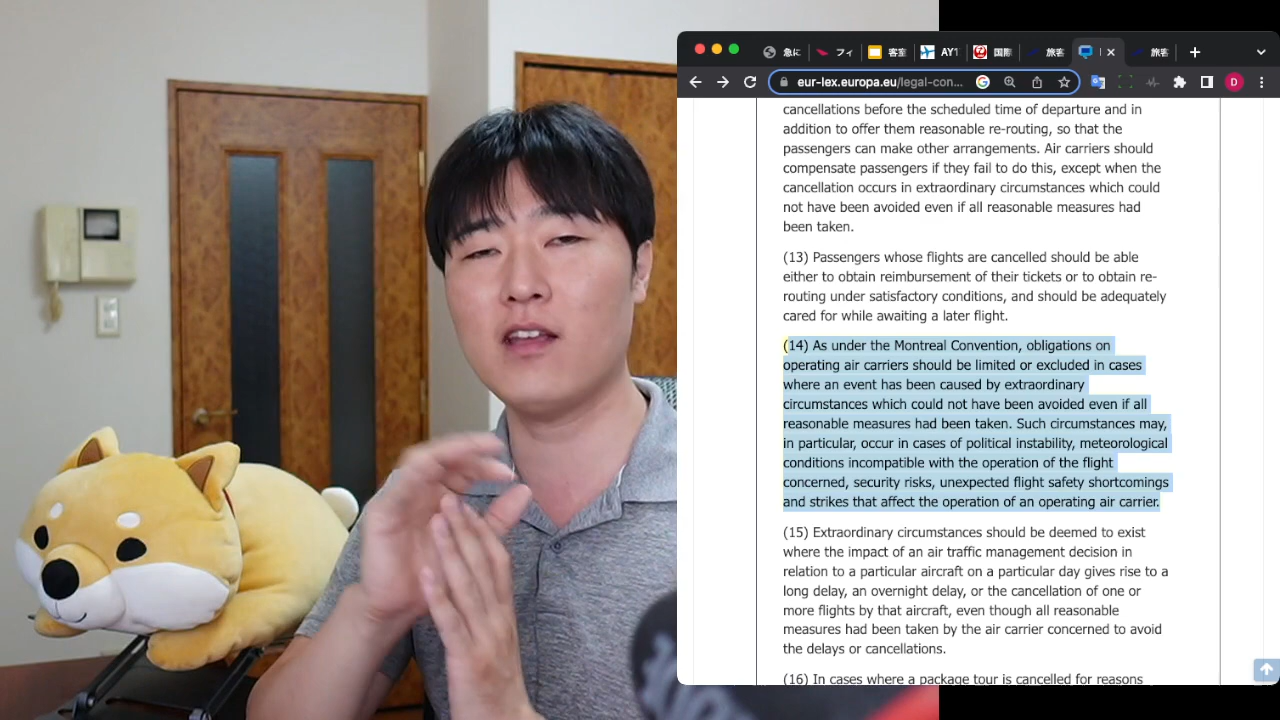 急に
フィ
客室
AY1
国際
旅客
旅客
eur-lex.europa.eu/legal-con...
D
cancellations before the scheduled time of departure and in
addition to offer them reasonable re-routing, so that the
passengers can make other arrangements. Air carriers should
compensate passengers if they fail to do this, except when the
cancellation occurs in extraordinary circumstances which could
not have been avoided even if all reasonable measures had
been taken.
(13) Passengers whose flights are cancelled should be able
either to obtain reimbursement of their tickets or to obtain re-
routing under satisfactory conditions, and should be adequately
cared for while awaiting a later flight.
(14) As under the Montreal Convention, obligations on
operating air carriers should be limited or excluded in cases
where an event has been caused by extraordinary
circumstances which could not have been avoided even if all
reasonable measures had been taken. Such circumstances may,
in particular, occur in cases of political instability, meteorological
conditions incompatible with the operation of the flight
concerned, security risks, unexpected flight safety shortcomings
and strikes that affect the operation of an operating air carrier.
(15) Extraordinary circumstances should be deemed to exist
where the impact of an air traffic management decision in
relation to a particular aircraft on a particular day gives rise to a
long delay, an overnight delay, or the cancellation of one or
more flights by that aircraft, even though all reasonable
measures had been taken by the air carrier concerned to avoid
the delays or cancellations.
(16) In cases where a package tour is cancelled for reasons